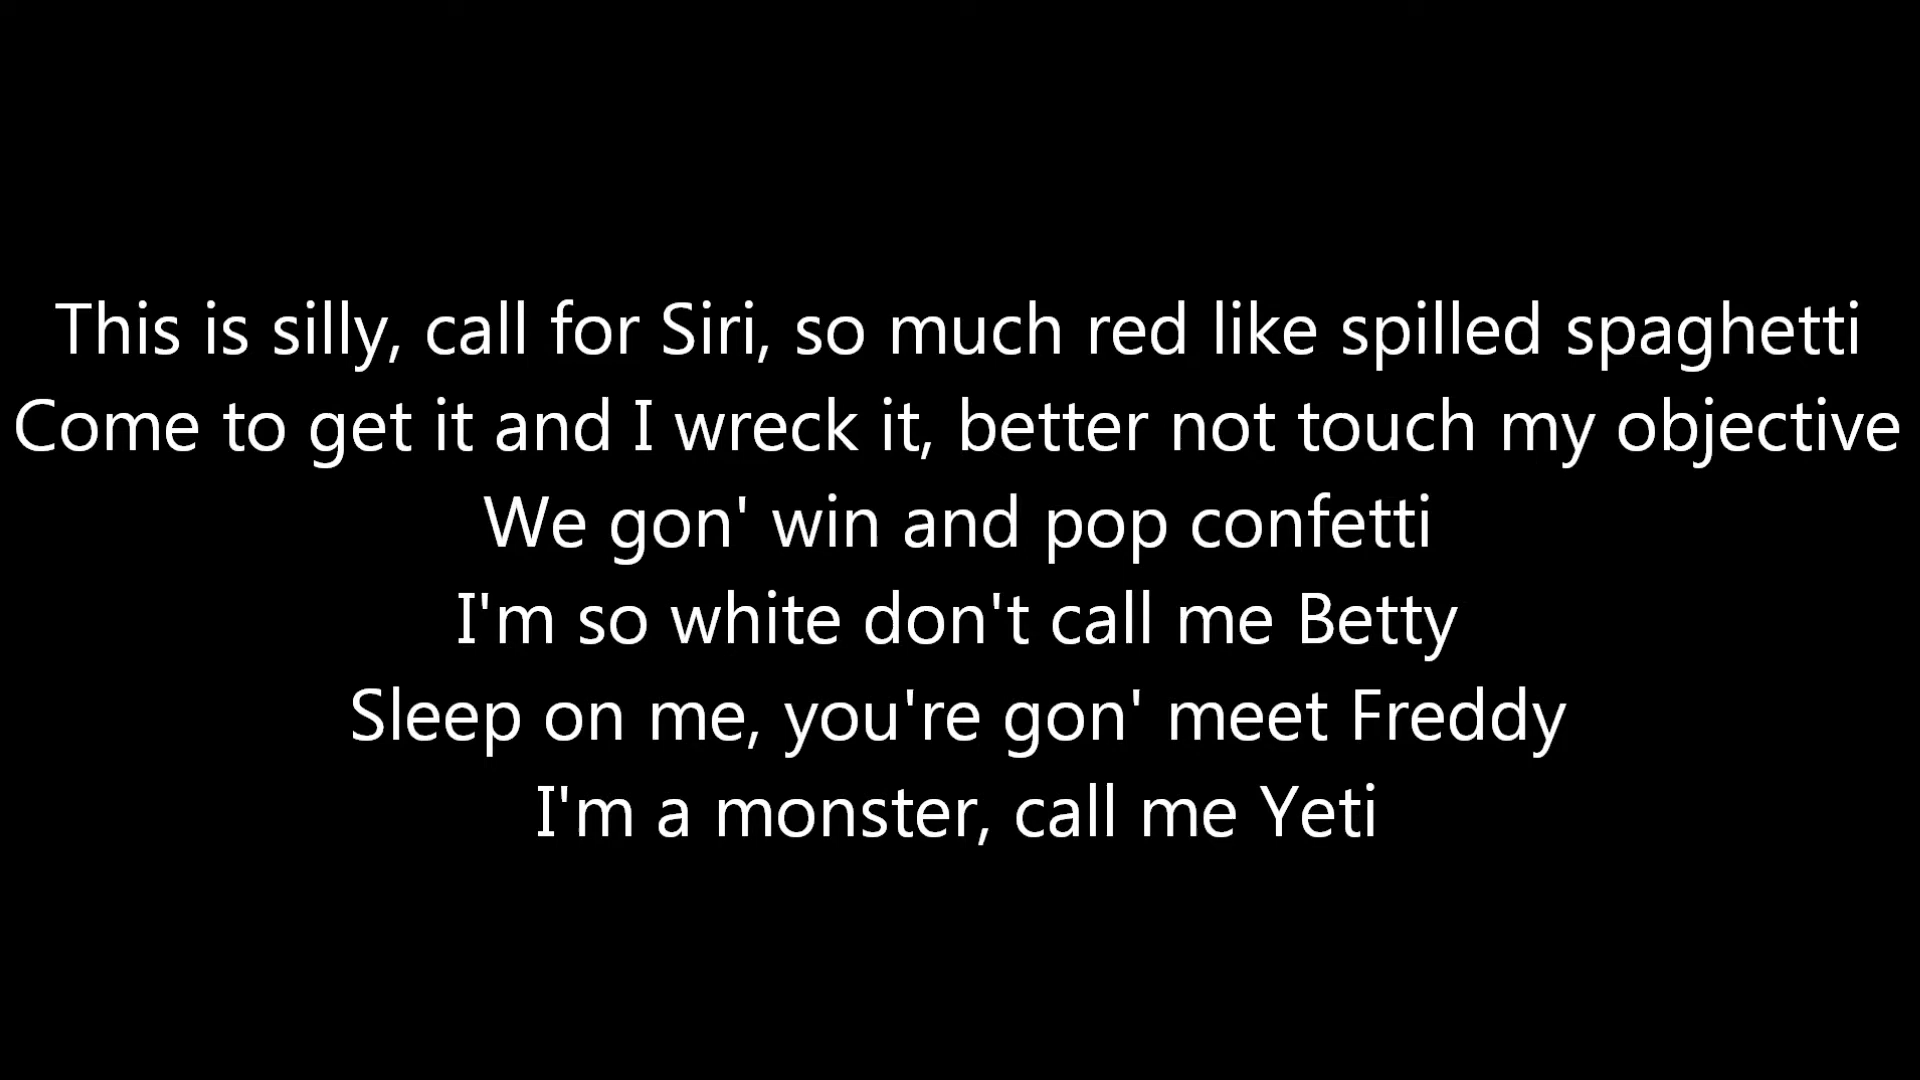 This is silly, call for Siri, so much red like spilled spaghetti
Come to get it and I wreck it, better not touch my objective
We gon' win and pop confetti
I'm so white don't call me Betty
Sleep on me, you're gon' meet Freddy
I'm a monster, call me Yeti